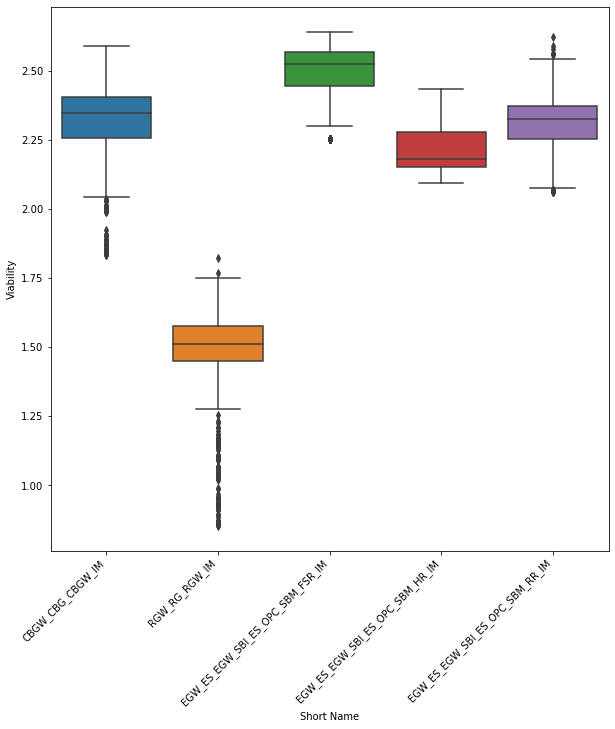 Viability
2.50
2.25
2.00
1.75
1.50
1.25
1.00
CBGW_CBG_CBGW_IM
RGW_RG_RGW_IM
EGW_ES_EGW_SBI_ES_OPC_SBM_FSR_IM
EGW_ES_EGW_SBI_ES_OPC_SBM_HR_IM
EGW_ES_EGW_SBI_ES_OPC_SBM_RR_IM
Short Name